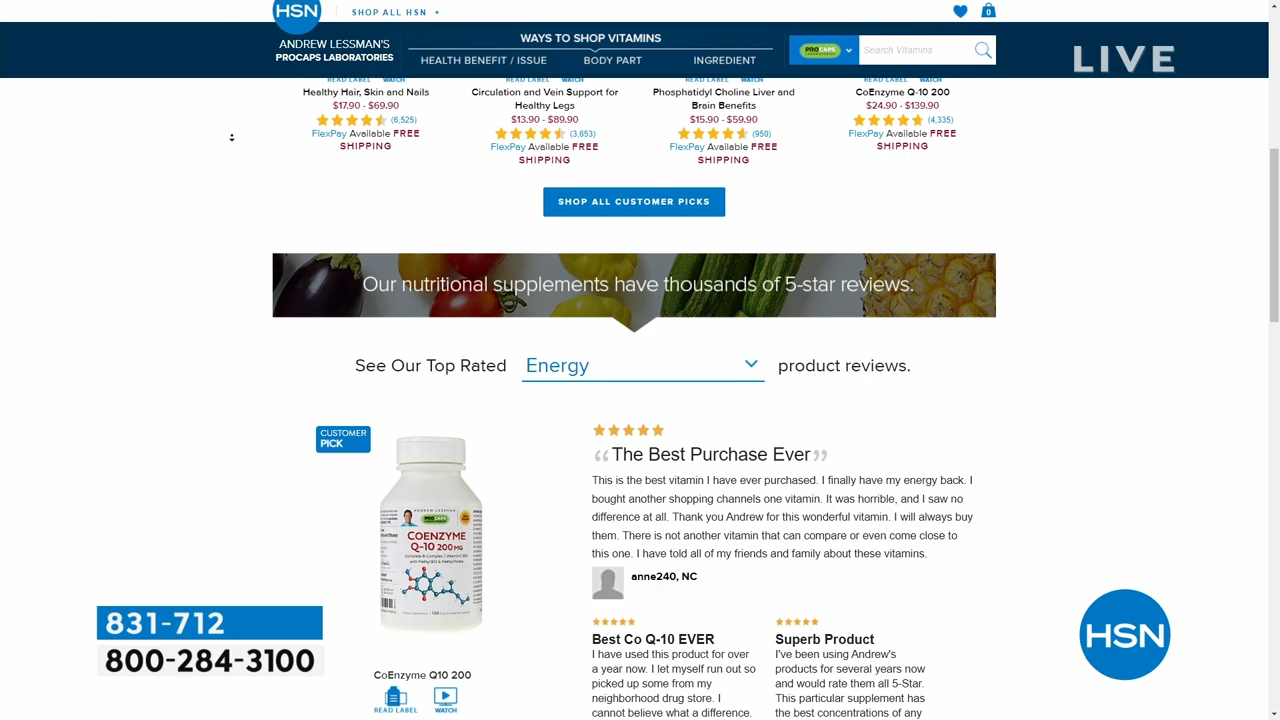 HSN
SHOP ALL HSN +
0
ANDREW LESSMAN'S
PROCAPS LABORATORIES
WAYS TO SHOP VITAMINS
HEALTH BENEFIT / ISSUE
BODY PART
INGREDIENT
PROCAPS
Search Vitamins
LIVE
READ LABEL WATCH
Healthy Hair, Skin and Nails
$17.90 - $69.90
(6,525)
FlexPay Available FREE
SHIPPING
READ LABEL WATCH
Circulation and Vein Support for
Healthy Legs
$13.90 - $89.90
(3,653)
FlexPay Available FREE
SHIPPING
READ LABEL WATCH
Phosphatidyl Choline Liver and
Brain Benefits
$15.90 - $59.90
(950)
FlexPay Available FREE
SHIPPING
READ LABEL WATCH
CoEnzyme Q-10 200
$24.90 - $139.90
(4,335)
FlexPay Available FREE
SHIPPING
SHOP ALL CUSTOMER PICKS
Our nutritional supplements have thousands of 5-star reviews.
See Our Top Rated Energy product reviews.
CUSTOMER
PICK
ANDREW LESSMAN
PROCAPS
COENZYME
Q-10 200 MG
CoEnzyme Q10 200
READ LABEL
WATCH
“The Best Purchase Ever”
This is the best vitamin I have ever purchased. I finally have my energy back. I
bought another shopping channels one vitamin. It was horrible, and I saw no
difference at all. Thank you Andrew for this wonderful vitamin. I will always buy
them. There is not another vitamin that can compare or even come close to
this one. I have told all of my friends and family about these vitamins.
anne240, NC
Best Co Q-10 EVER
I have used this product for over
a year now. I let myself run out so
picked up some from my
neighborhood drug store. I
cannot believe what a difference.
Superb Product
I've been using Andrew's
products for several years now
and would rate them all 5-Star.
This particular supplement has
the best concentrations of any
831-712
800-284-3100
HSN